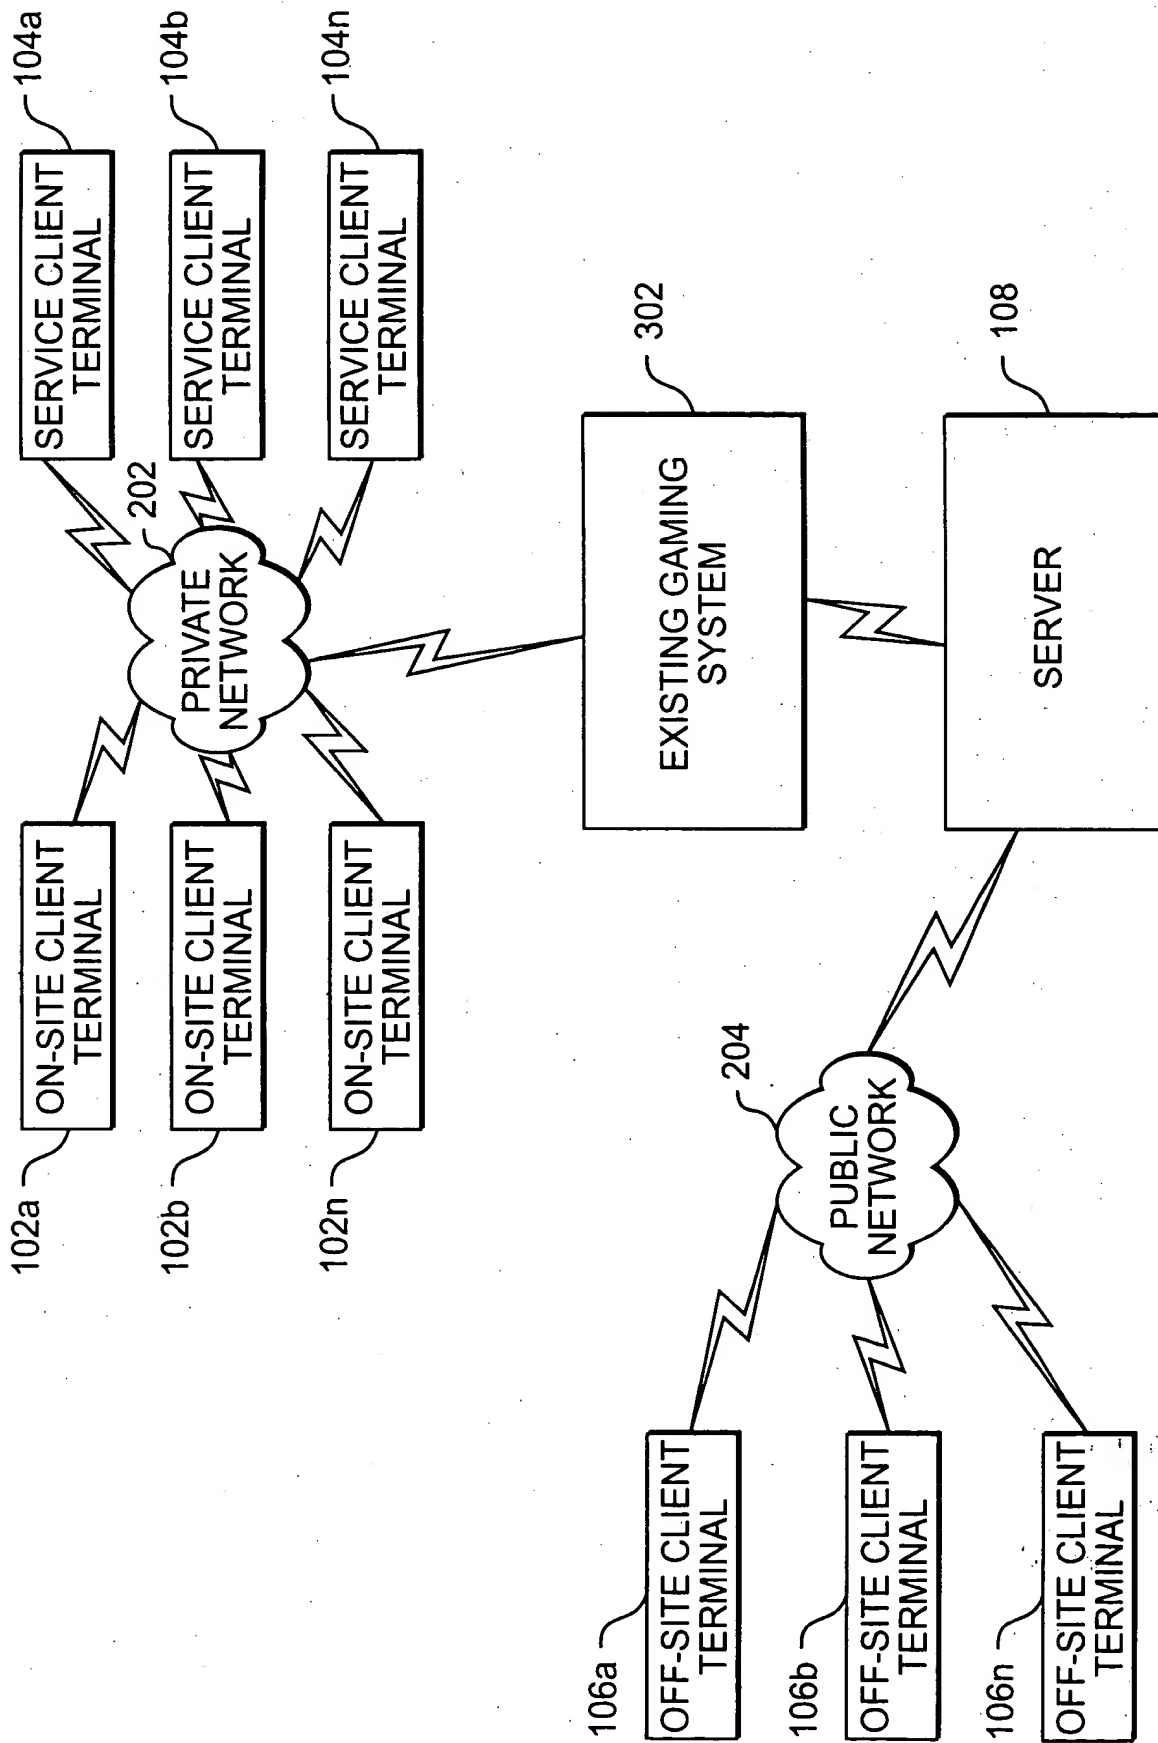 104a
SERVICE CLIENT
TERMINAL
104b
SERVICE CLIENT
TERMINAL
104n
SERVICE CLIENT
TERMINAL
202
PRIVATE
NETWORK
102a
ON-SITE CLIENT
TERMINAL
102b
ON-SITE CLIENT
TERMINAL
102n
ON-SITE CLIENT
TERMINAL
302
EXISTING GAMING
SYSTEM
108
SERVER
204
PUBLIC
NETWORK
106a
OFF-SITE CLIENT
TERMINAL
106b
OFF-SITE CLIENT
TERMINAL
106n
OFF-SITE CLIENT
TERMINAL